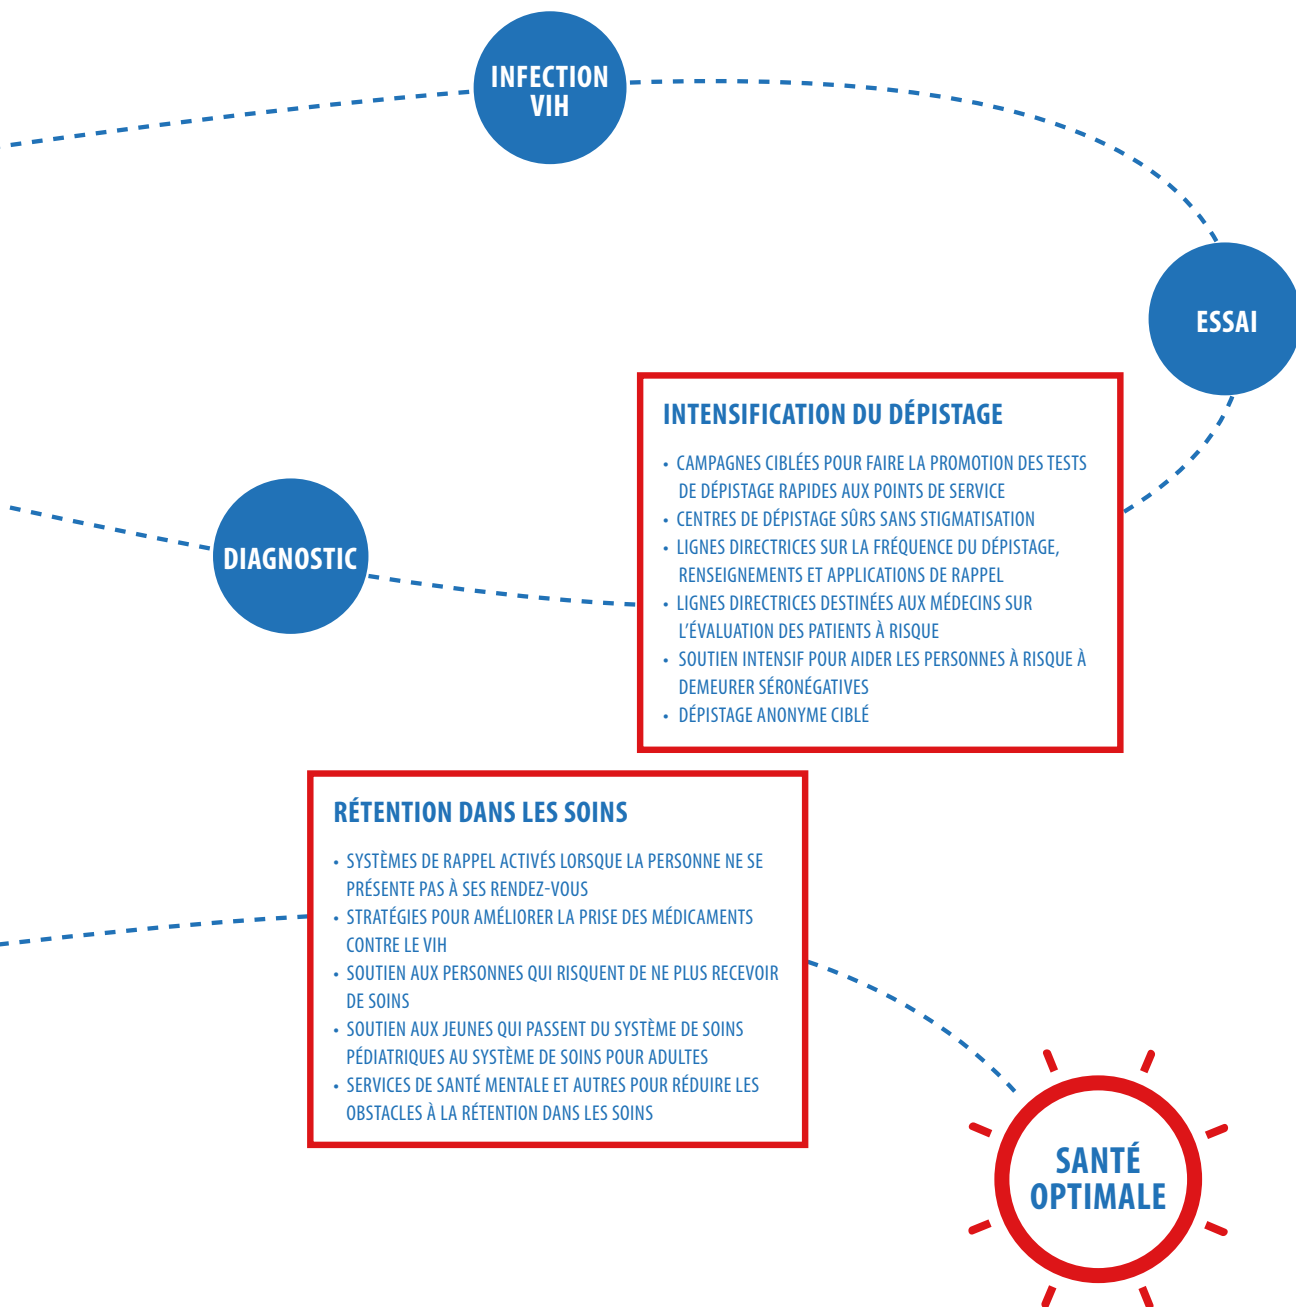 INFECTION
VIH
ESSAI
INTENSIFICATION DU DÉPISTAGE
• CAMPAGNES CIBLÉES POUR FAIRE LA PROMOTION DES TESTS
DE DÉPISTAGE RAPIDES AUX POINTS DE SERVICE
• CENTRES DE DÉPISTAGE SÛRS SANS STIGMATISATION
• LIGNES DIRECTRICES SUR LA FRÉQUENCE DU DÉPISTAGE,
RENSEIGNEMENTS ET APPLICATIONS DE RAPPEL
• LIGNES DIRECTRICES DESTINÉES AUX MÉDECINS SUR
L'ÉVALUATION DES PATIENTS À RISQUE
• SOUTIEN INTENSIF POUR AIDER LES PERSONNES À RISQUE À
DEMEURER SÉRONÉGATIVES
• DÉPISTAGE ANONYME CIBLÉ
DIAGNOSTIC
RÉTENTION DANS LES SOINS
• SYSTÈMES DE RAPPEL ACTIVÉS LORSQUE LA PERSONNE NE SE
PRÉSENTE PAS À SES RENDEZ-VOUS
• STRATÉGIES POUR AMÉLIORER LA PRISE DES MÉDICAMENTS
CONTRE LE VIH
• SOUTIEN AUX PERSONNES QUI RISQUENT DE NE PLUS RECEVOIR
DE SOINS
• SOUTIEN AUX JEUNES QUI PASSENT DU SYSTÈME DE SOINS
PÉDIATRIQUES AU SYSTÈME DE SOINS POUR ADULTES
• SERVICES DE SANTÉ MENTALE ET AUTRES POUR RÉDUIRE LES
OBSTACLES À LA RÉTENTION DANS LES SOINS
SANTÉ
OPTIMALE